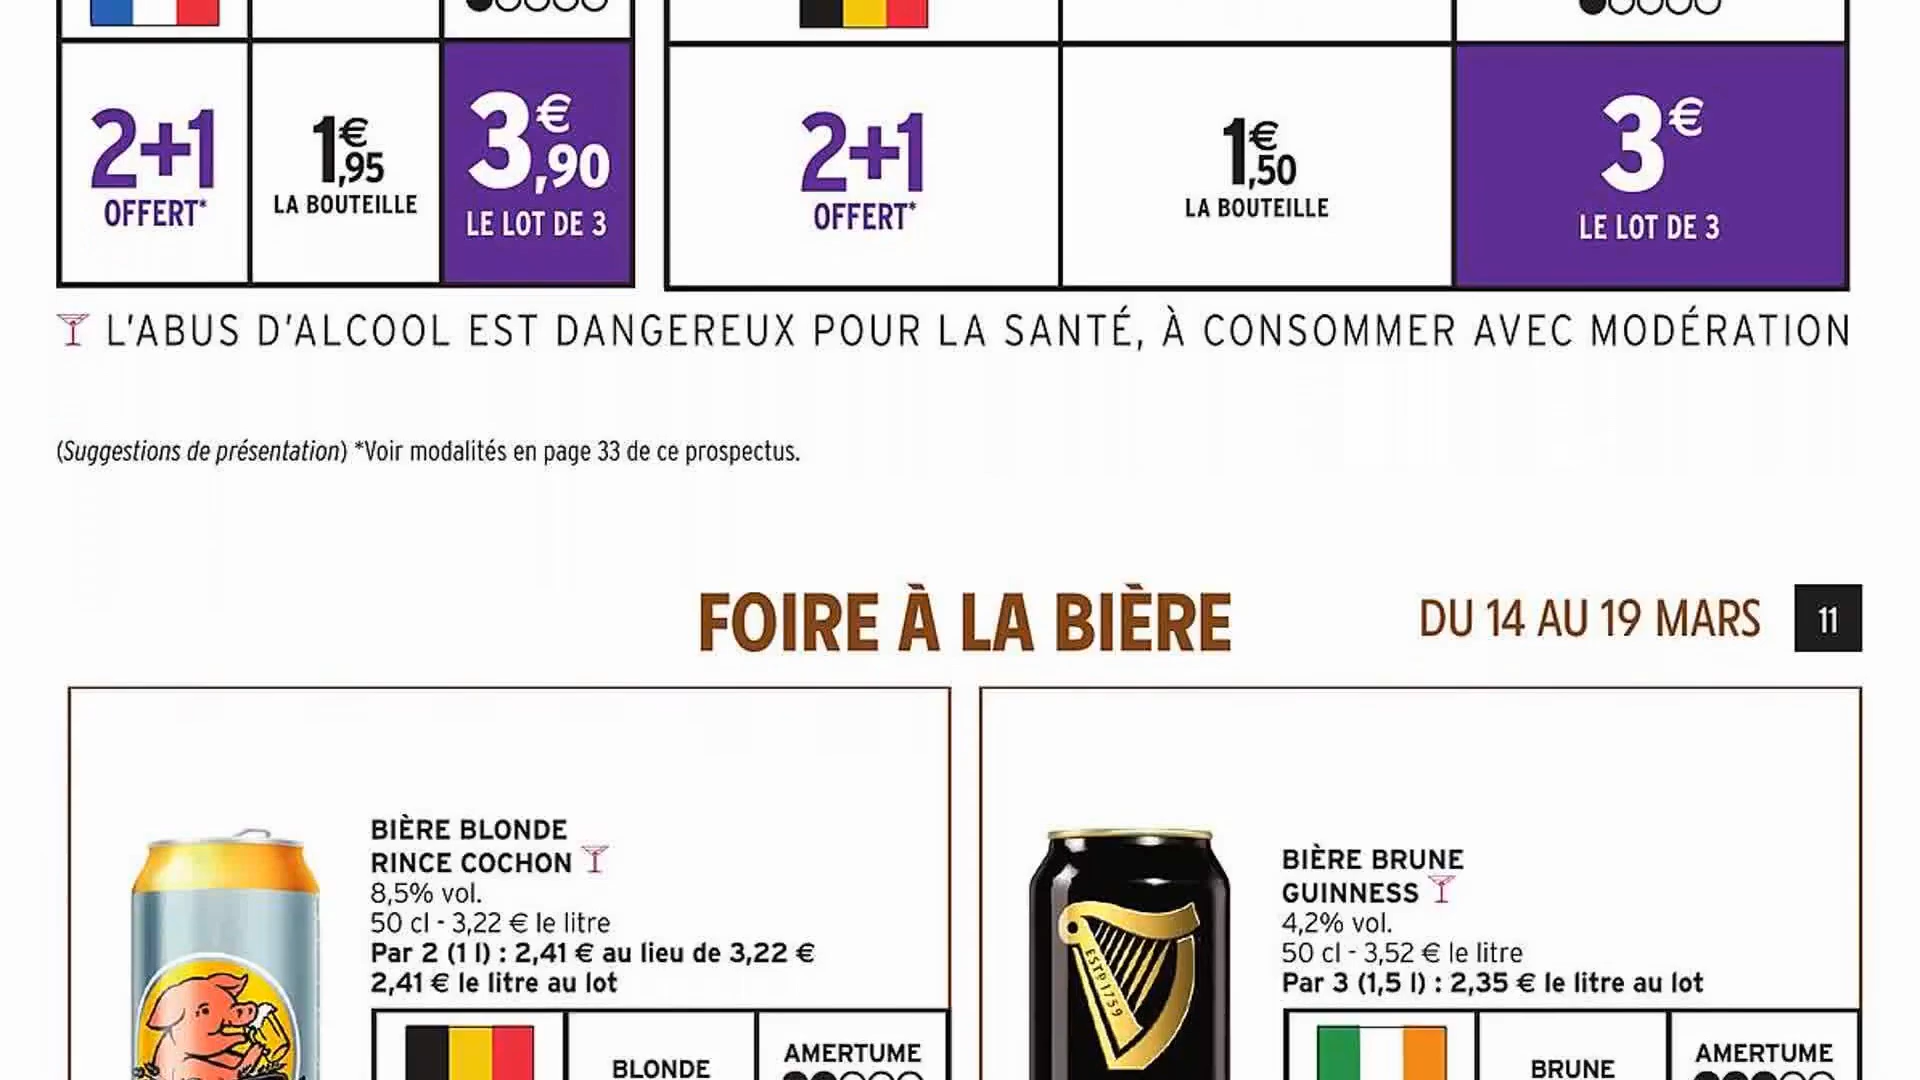 2+1
OFFERT*
1€,95
LA BOUTEILLE
3€,90
LE LOT DE 3
2+1
OFFERT*
1€,50
LA BOUTEILLE
3€
LE LOT DE 3
L'ABUS D'ALCOOL EST DANGEREUX POUR LA SANTÉ, À CONSOMMER AVEC MODÉRATION
(Suggestions de présentation) *Voir modalités en page 33 de ce prospectus.
FOIRE À LA BIÈRE
DU 14 AU 19 MARS
11
BIÈRE BLONDE
RINCE COCHON
8,5% vol.
50 cl - 3,22 € le litre
Par 2 (1 l) : 2,41 € au lieu de 3,22 €
2,41 € le litre au lot
BLONDE
AMERTUME
ESTD 1759
BIÈRE BRUNE
GUINNESS
4,2% vol.
50 cl - 3,52 € le litre
Par 3 (1,5 l) : 2,35 € le litre au lot
BRUNE
AMERTUME